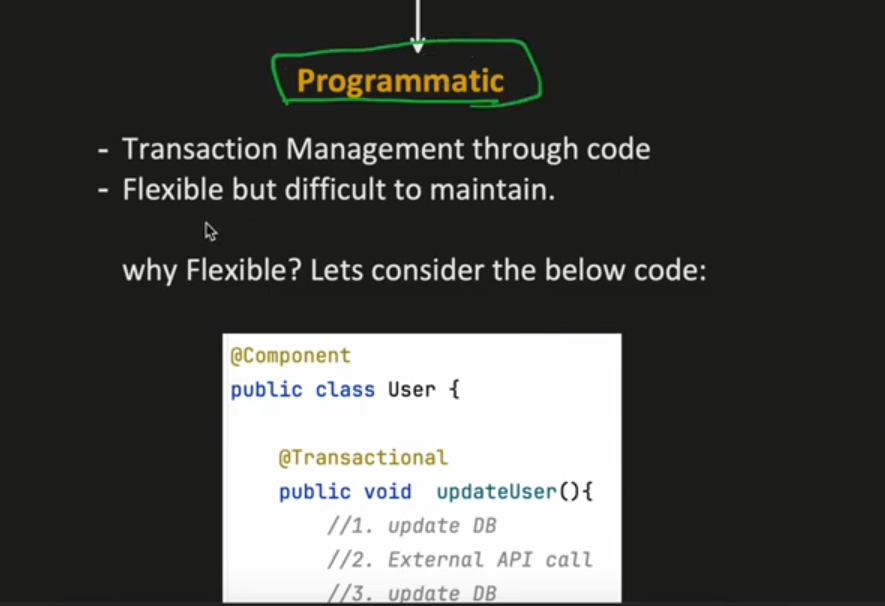 Programmatic
- Transaction Management through code
- Flexible but difficult to maintain.
why Flexible? Lets consider the below code:
@Component
public class User {
@Transactional
public void updateUser(){
//1. update DB
//2. External API call
//3. update DB